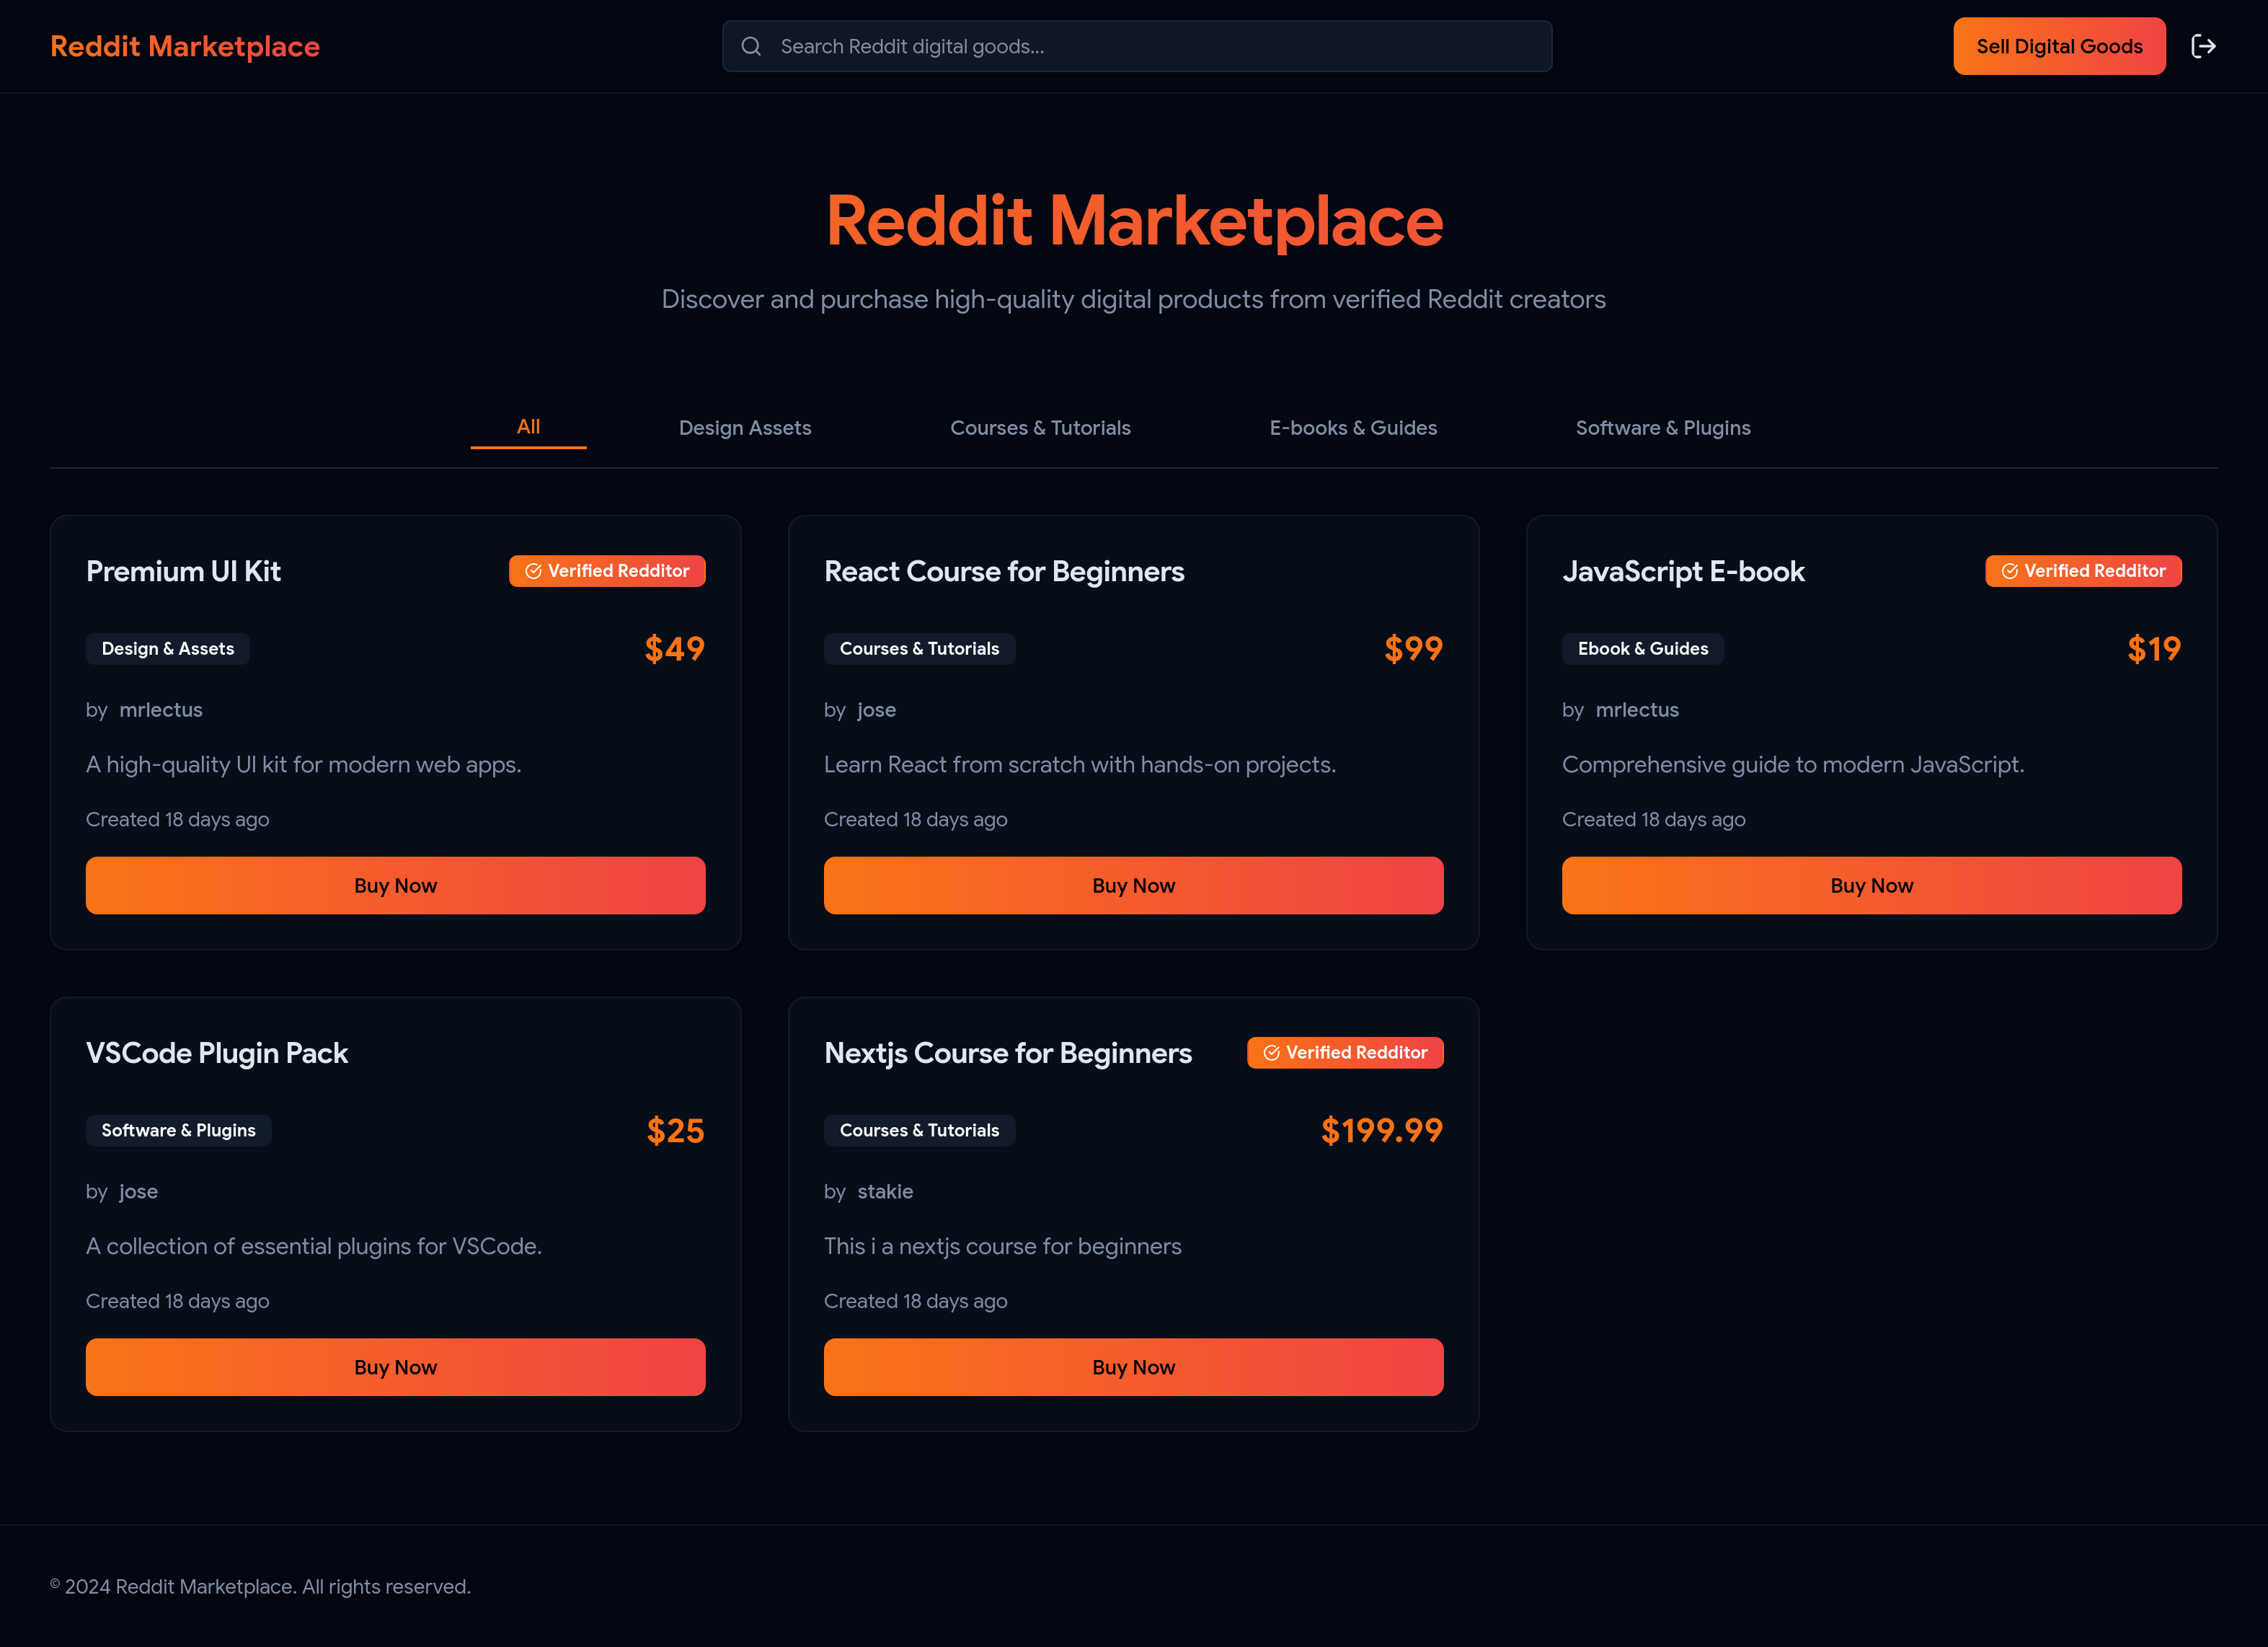 Reddit Marketplace
Search Reddit digital goods...
Sell Digital Goods
Reddit Marketplace
Discover and purchase high-quality digital products from verified Reddit creators
All
Design Assets
Courses & Tutorials
E-books & Guides
Software & Plugins
Premium UI Kit
Verified Redditor
Design & Assets
$49
by mrlectus
A high-quality UI kit for modern web apps.
Created 18 days ago
Buy Now
React Course for Beginners
Courses & Tutorials
$99
by jose
Learn React from scratch with hands-on projects.
Created 18 days ago
Buy Now
JavaScript E-book
Verified Redditor
Ebook & Guides
$19
by mrlectus
Comprehensive guide to modern JavaScript.
Created 18 days ago
Buy Now
VSCode Plugin Pack
Software & Plugins
$25
by jose
A collection of essential plugins for VSCode.
Created 18 days ago
Buy Now
Nextjs Course for Beginners
Verified Redditor
Courses & Tutorials
$199.99
by stakie
This i a nextjs course for beginners
Created 18 days ago
Buy Now
© 2024 Reddit Marketplace. All rights reserved.